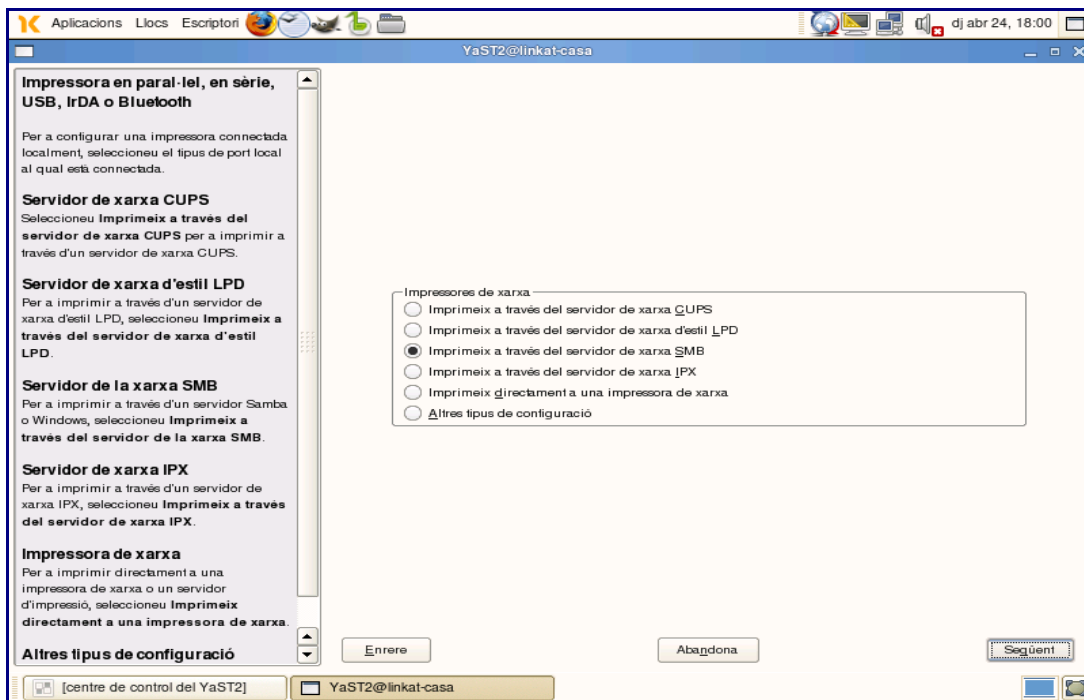 Aplicacions Llocs Escriptori
dj abr 24, 18:00
YaST2@linkat-casa
Impressora en paral·lel, en sèrie,
USB, IrDA o Bluetooth
Per a configurar una impressora connectada
localment, seleccioneu el tipus de port local
al qual està connectada.
Servidor de xarxa CUPS
Seleccioneu Imprimeix a través del
servidor de xarxa CUPS per a imprimir a
través d'un servidor de xarxa CUPS.
Servidor de xarxa d'estil LPD
Per a imprimir a través d'un servidor de
xarxa d'estil LPD, seleccioneu Imprimeix a
través del servidor de xarxa d'estil
LPD.
Servidor de la xarxa SMB
Per a imprimir a través d'un servidor Samba
o Windows, seleccioneu Imprimeix a
través del servidor de la xarxa SMB.
Servidor de xarxa IPX
Per a imprimir a través d'un servidor de
xarxa IPX, seleccioneu Imprimeix a través
del servidor de xarxa IPX.
Impressora de xarxa
Per a imprimir directament a una
impressora de xarxa o un servidor
d'impressió, seleccioneu Imprimeix
directament a una impressora de xarxa.
Altres tipus de configuració
Impressores de xarxa
Imprimeix a través del servidor de xarxa CUPS
Imprimeix a través del servidor de xarxa d'estil LPD
Imprimeix a través del servidor de xarxa SMB
Imprimeix a través del servidor de xarxa IPX
Imprimeix directament a una impressora de xarxa
Altres tipus de configuració
Enrere
Abandona
Següent
[centre de control del YaST2]
YaST2@linkat-casa